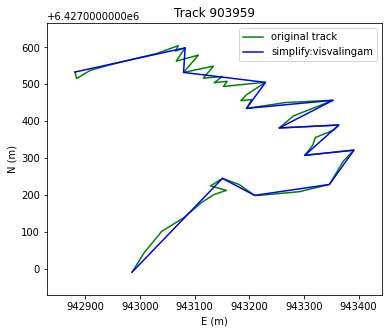 Track 903959
+6.4270000000e6
original track
simplify:visvalingam
600
500
400
300
200
100
0
N (m)
942900 943000 943100 943200 943300 943400
E (m)